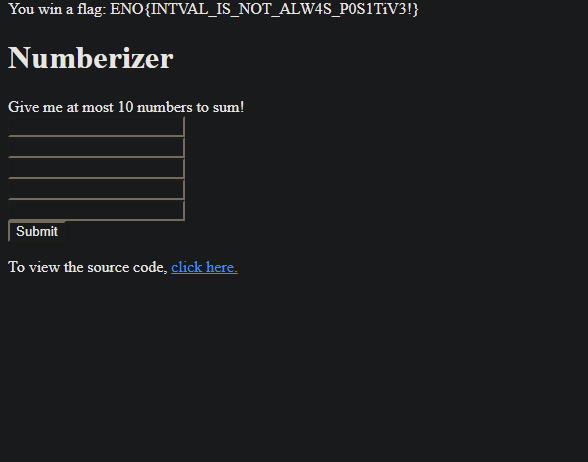 You win a flag: ENO{INTVAL_IS_NOT_ALW4S_P0S1TiV3!}
Numberizer
Give me at most 10 numbers to sum!
Submit
To view the source code, click here.